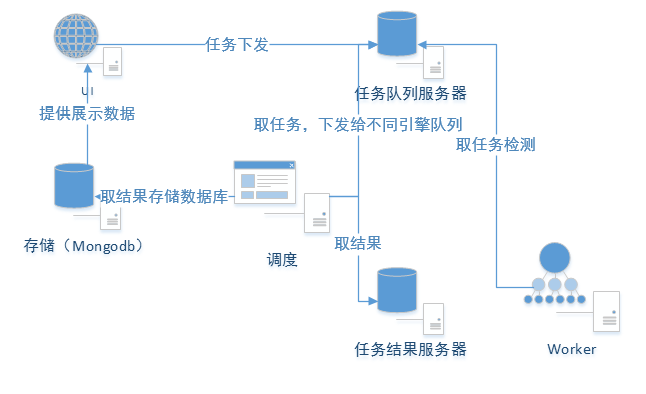 任务下发
UI
任务队列服务器
提供展示数据
取任务，下发给不同引擎队列
取任务检测
取结果存储数据库
存储（Mongodb）
调度
取结果
任务结果服务器
Worker